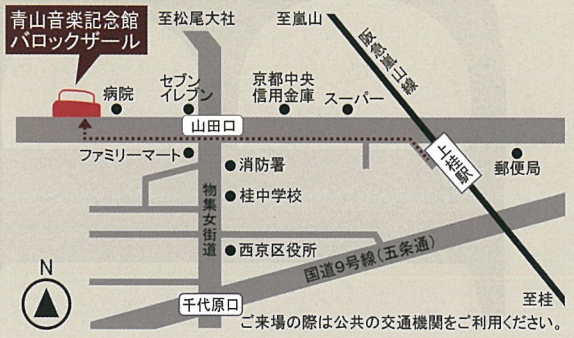 青山音楽記念館
バロックザール
至松尾大社
至嵐山
阪急嵐山線
病院
セブン
イレブン
京都中央
信用金庫
スーパー
山田口
ファミリーマート
消防署
上桂駅
郵便局
物集女街道
桂中学校
西京区役所
国道9号線(五条通)
N
千代原口
至桂
ご来場の際は公共の交通機関をご利用ください。